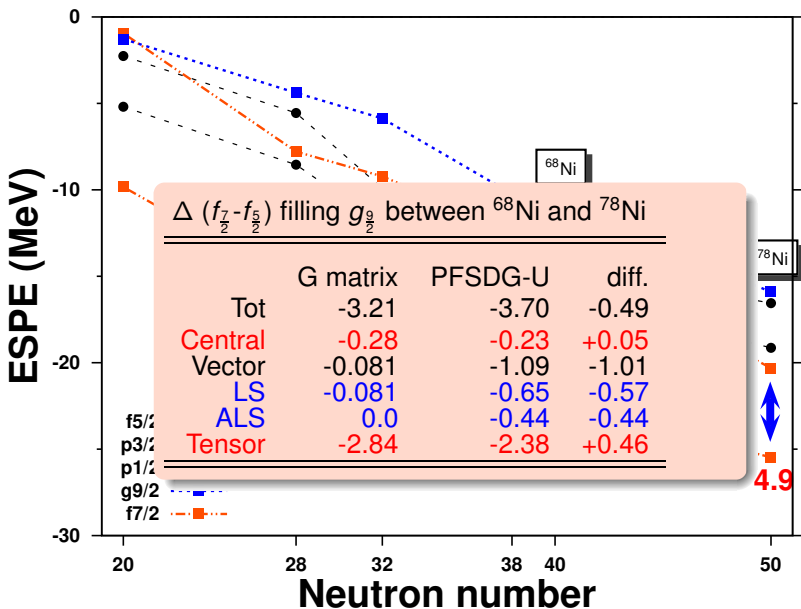 0
ESPE (MeV)
-10
-20
-30
⁶⁸Ni
⁷⁸Ni
Δ (f7/2-f5/2) filling g9/2 between ⁶⁸Ni and ⁷⁸Ni
G matrix PFSDG-U diff.
Tot -3.21 -3.70 -0.49
Central -0.28 -0.23 +0.05
Vector -0.081 -1.09 -1.01
LS -0.081 -0.65 -0.57
ALS 0.0 -0.44 -0.44
Tensor -2.84 -2.38 +0.46
f5/2
p3/2
p1/2
g9/2
f7/2
4.9
20 28 32 38 40 50
Neutron number